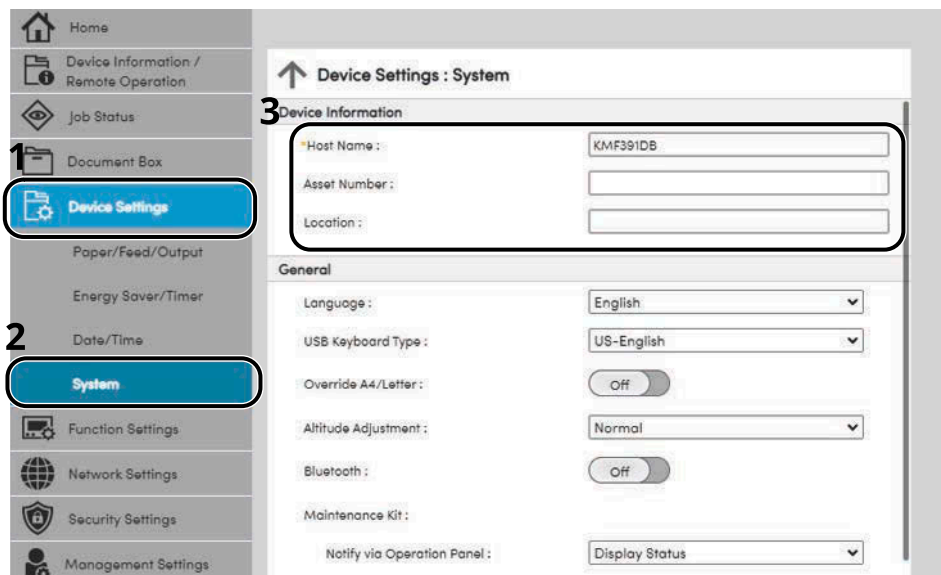 Home
Device Information /
Remote Operation
Job Status
1
Document Box
Device Settings
Paper/Feed/Output
Energy Saver/Timer
2
Date/Time
System
Function Settings
Network Settings
Security Settings
Management Settings
Device Settings : System
3
Device Information
*Host Name : KMF391DB
Asset Number :
Location :
General
Language : English
USB Keyboard Type : US-English
Override A4/Letter : Off
Altitude Adjustment : Normal
Bluetooth : Off
Maintenance Kit :
Notify via Operation Panel : Display Status